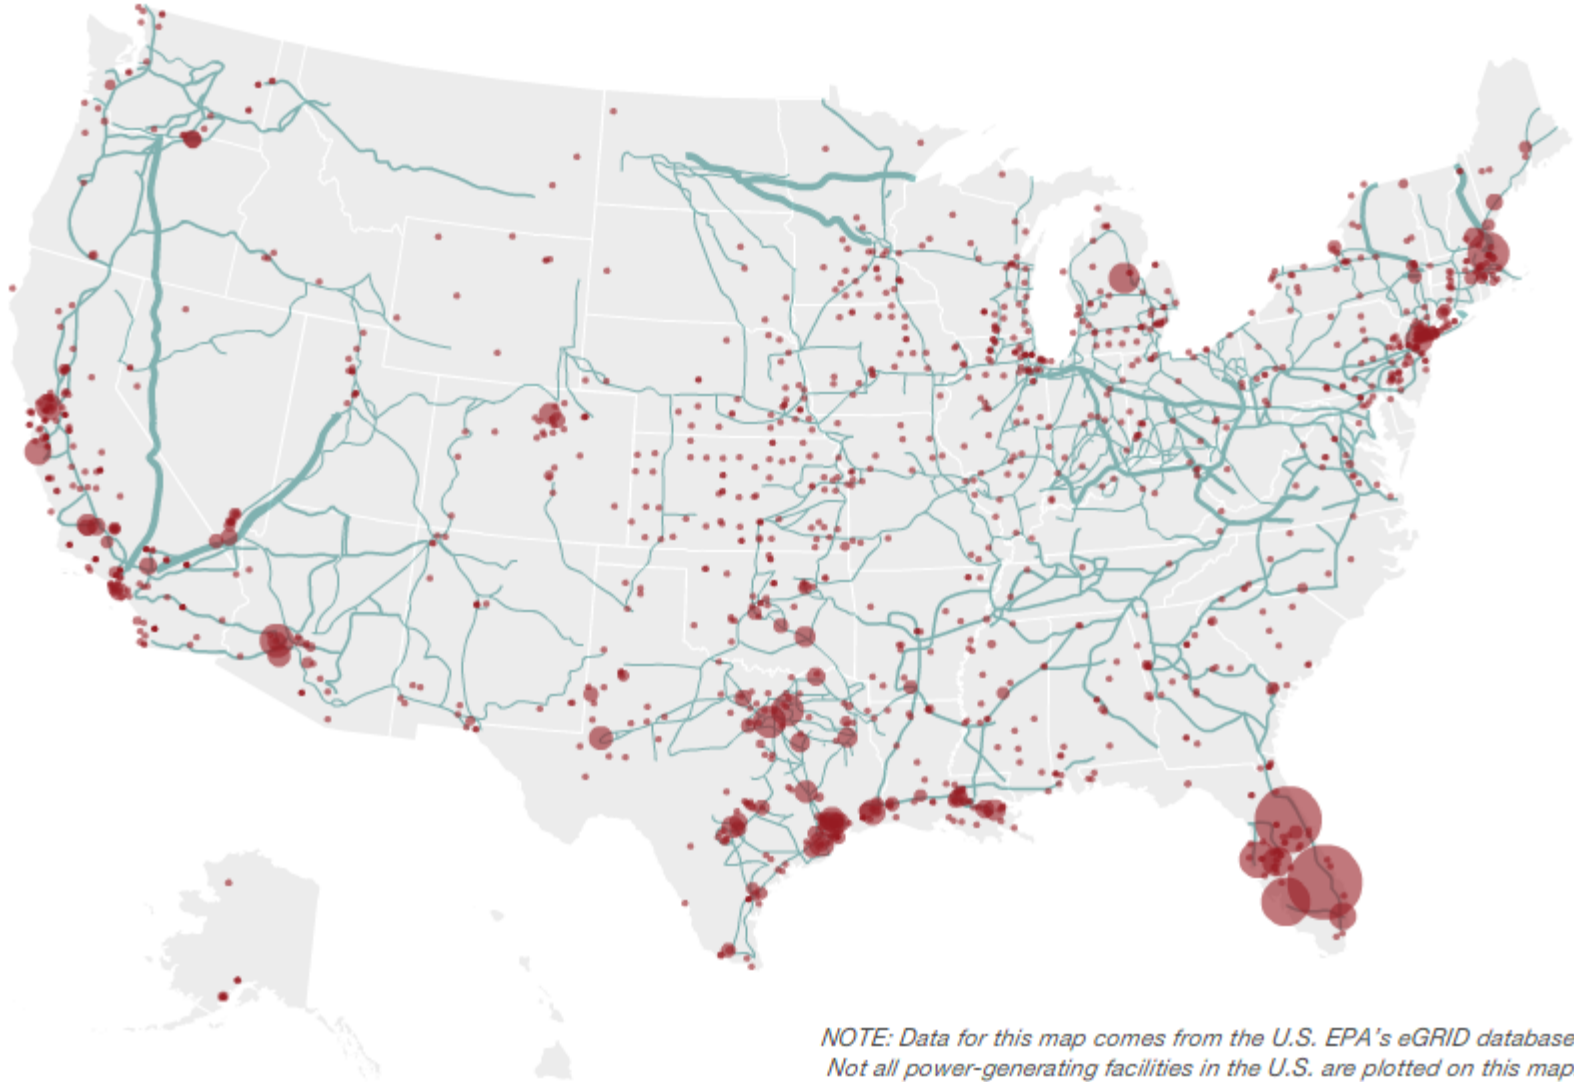 NOTE: Data for this map comes from the U.S. EPA's eGRID database
Not all power-generating facilities in the U.S. are plotted on this map